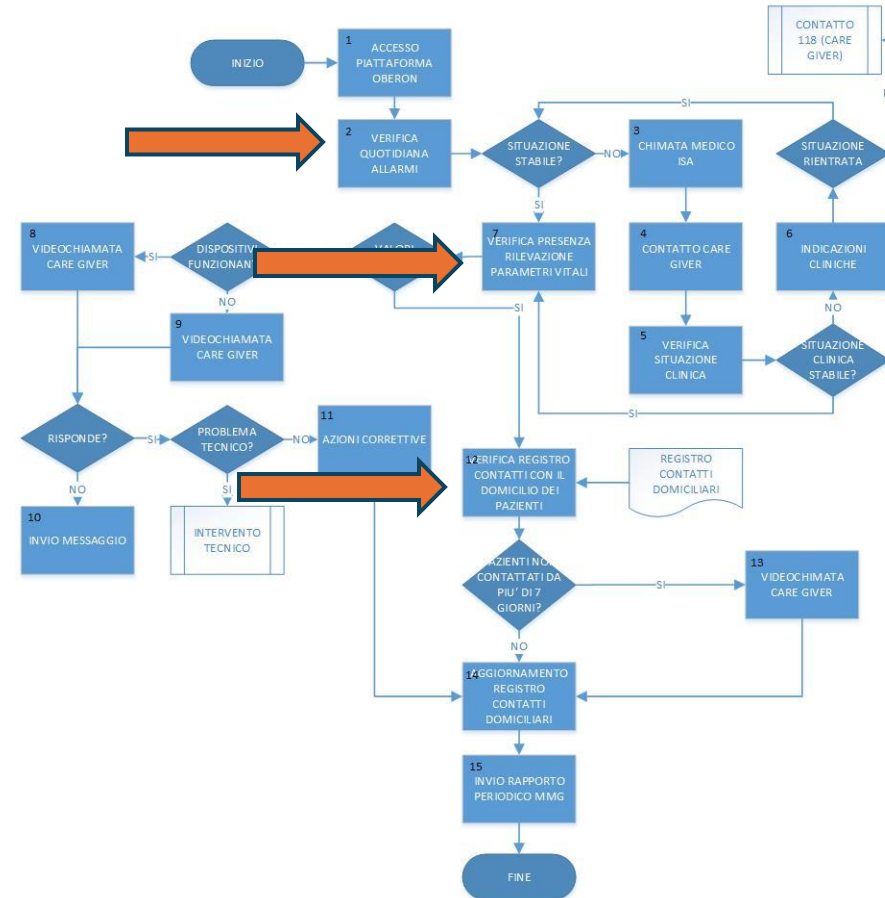 INIZIO
1
ACCESSO
PIATTAFORMA
OBERON
CONTATTO
118 (CARE
GIVER)
2
VERIFICA
QUOTIDIANA
ALLARMI
SITUAZIONE
STABILE?
NO
SI
3
CHIMATA MEDICO
ISA
SITUAZIONE
RIENTRATA
SI
8
VIDEOCHIAMATA
CARE GIVER
SI
DISPOSITIVI
FUNZIONANTI
NO
VALORI
SI
7
VERIFICA PRESENZA
RILEVAZIONE
PARAMETRI VITALI
4
CONTATTO CARE
GIVER
6
INDICAZIONI
CLINICHE
NO
9
VIDEOCHIAMATA
CARE GIVER
5
VERIFICA
SITUAZIONE
CLINICA
SITUAZIONE
CLINICA
STABILE?
SI
RISPONDE?
SI
PROBLEMA
TECNICO?
NO
11
AZIONI CORRETTIVE
NO
SI
12
VERIFICA REGISTRO
CONTATTI CON IL
DOMICILIO DEI
PAZIENTI
REGISTRO
CONTATTI
DOMICILIARI
10
INVIO MESSAGGIO
INTERVENTO
TECNICO
PAZIENTI NON
CONTATTATI DA
PIU' DI 7
GIORNI?
SI
13
VIDEOCHIMATA
CARE GIVER
NO
14
AGGIORNAMENTO
REGISTRO
CONTATTI
DOMICILIARI
15
INVIO RAPPORTO
PERIODICO MMG
FINE